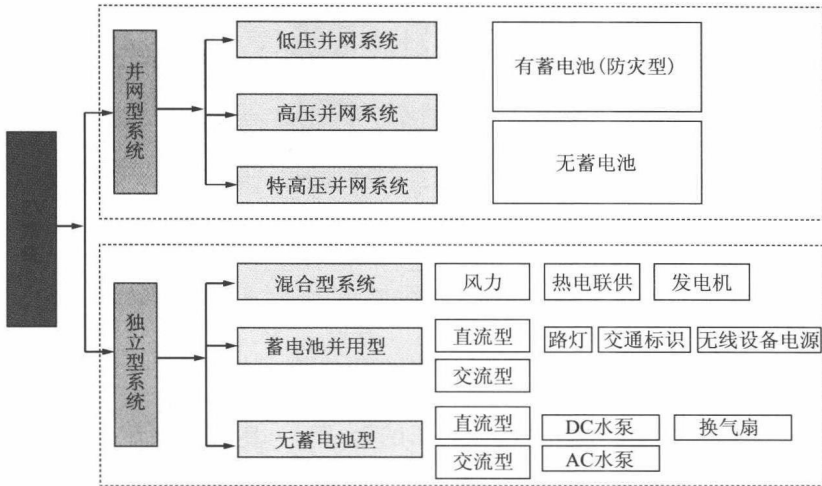 并网型系统
低压并网系统
高压并网系统
特高压并网系统
有蓄电池(防灾型)
无蓄电池
独立型系统
混合型系统
风力
热电联供
发电机
蓄电池并用型
直流型
路灯
交通标识
无线设备电源
交流型
无蓄电池型
直流型
DC水泵
换气扇
交流型
AC水泵